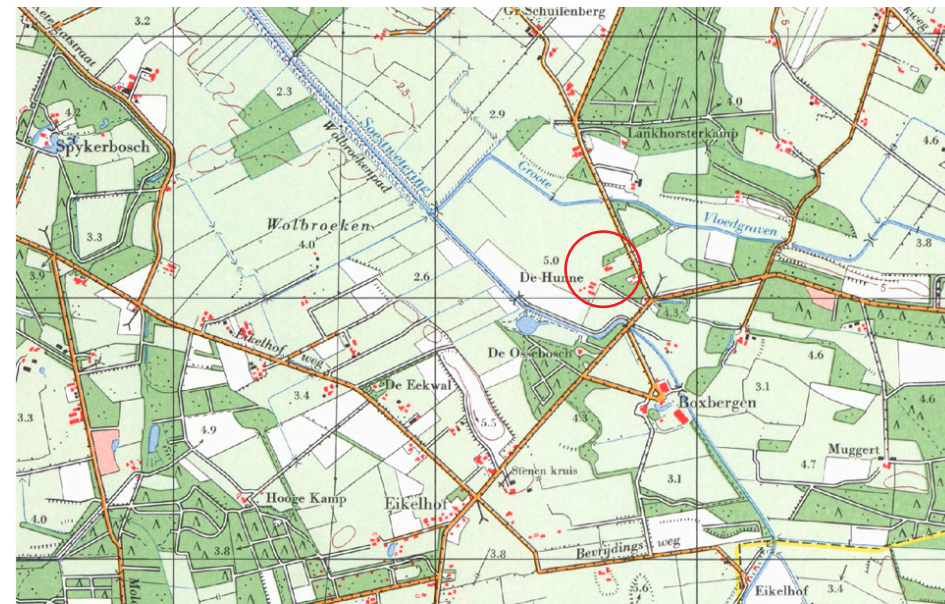 Gr. Schuilenberg
3.2
kweg
5
2.3
2.5
4.0
2.9
4.2
Soestwetering
Lankhorsterkamp
4.6
Spykerbosch
Wolbroekenpad
Groote
3.3
Wolbroeken
Vloedgraven
4.0
5.0
3.8
3.9
2.6
De Hunne
5
4.3
Eikelhof weg
De Ossebosch
4.6
De Eekwal
3.1
3.4
Boxbergen
4.6
3.3
5.5
4.3
4.9
Muggert
Stenen kruis
4.7
3.1
Hooge Kamp
Eikelhof
4.0
3.8
3.8
Bevrijdings weg
5.6
Eikelhof
3.4